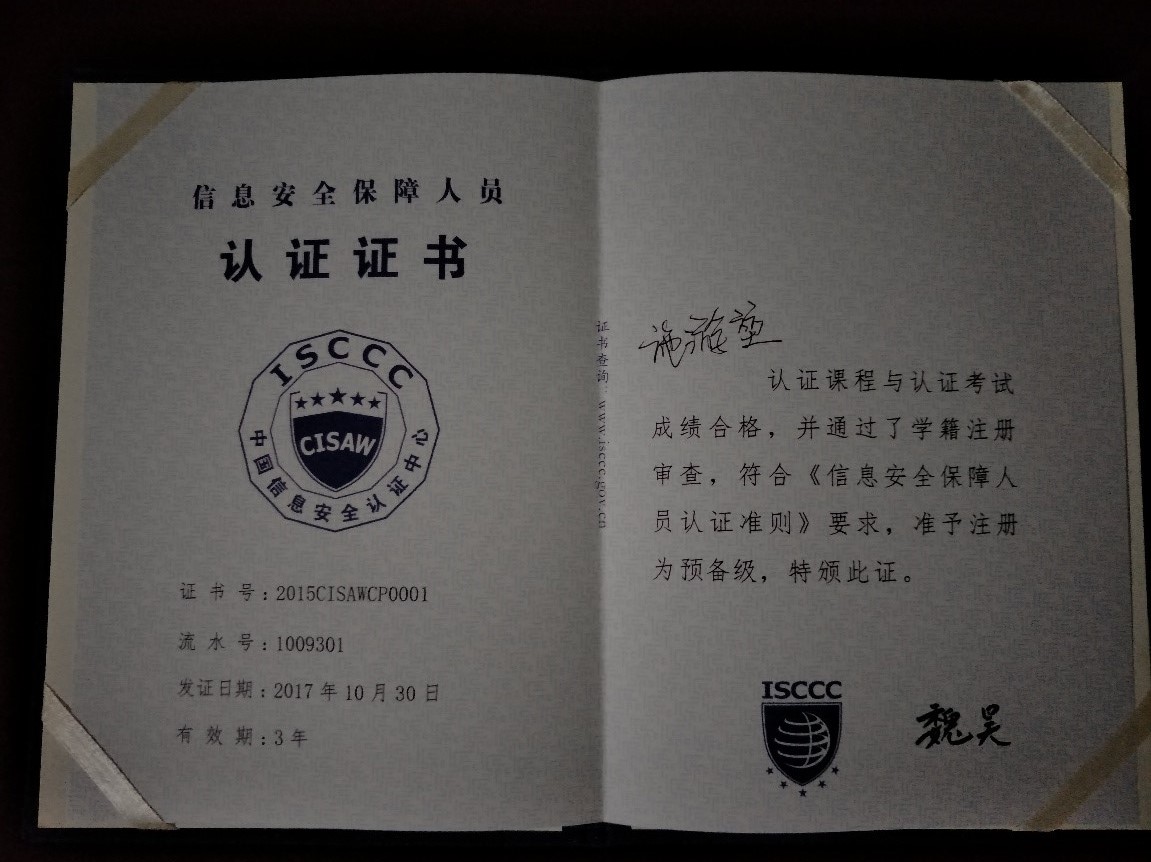 信息安全保障人员
认证证书
ISCCC
CISAW
中国信息安全认证中心
证书号：2015CISAWCP0001
流水号：1009301
发证日期：2017年10月30日
有效期：3年
证书查询：www.isccc.gov.cn
认证课程与认证考试
成绩合格，并通过了学籍注册
审查，符合《信息安全保障人
员认证准则》要求，准予注册
为预备级，特颁此证。
ISCCC
魏昊